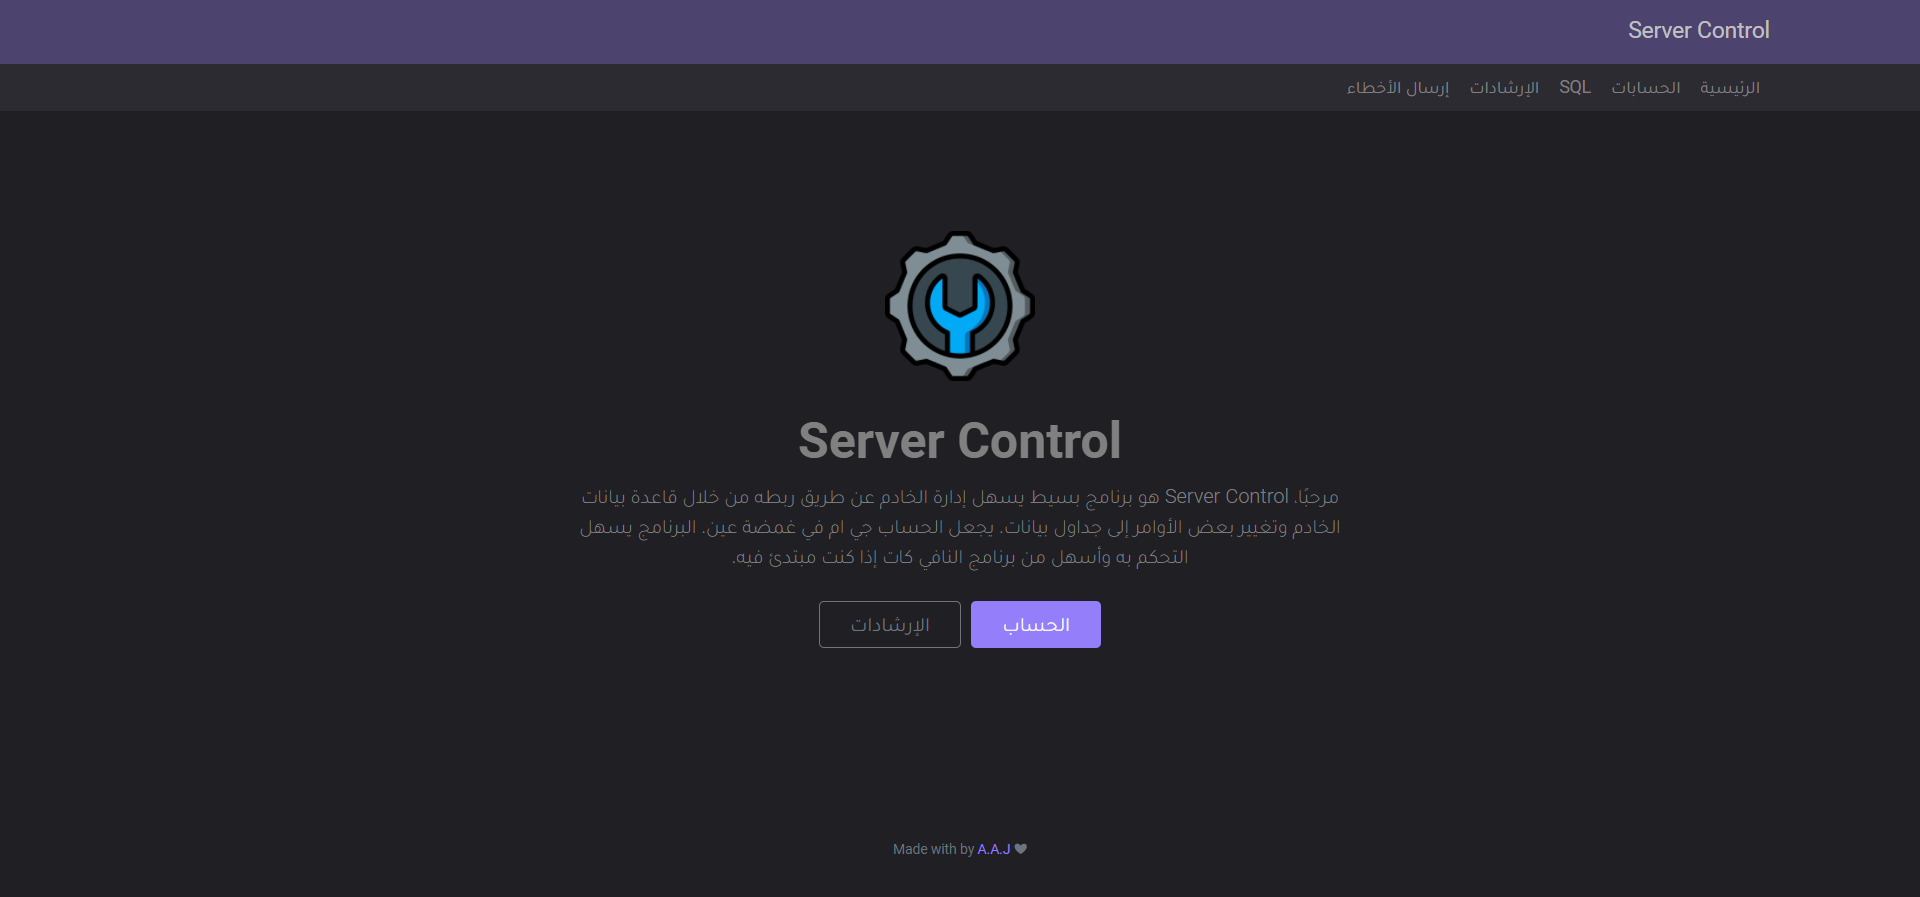 Server Control
الرئيسية الحسابات SQL الإرشادات إرسال الأخطاء
Server Control
مرحبًا، Server Control هو برنامج بسيط يسهل إدارة الخادم عن طريق ربطه من خلال قاعدة بيانات
الخادم وتغيير بعض الأوامر إلى جداول بيانات. يجعل الحساب جي ام في غمضة عين. البرنامج يسهل
التحكم به وأسهل من برنامج النافي كات إذا كنت مبتدئ فيه.
الحساب الإرشادات
Made with by A.A.J